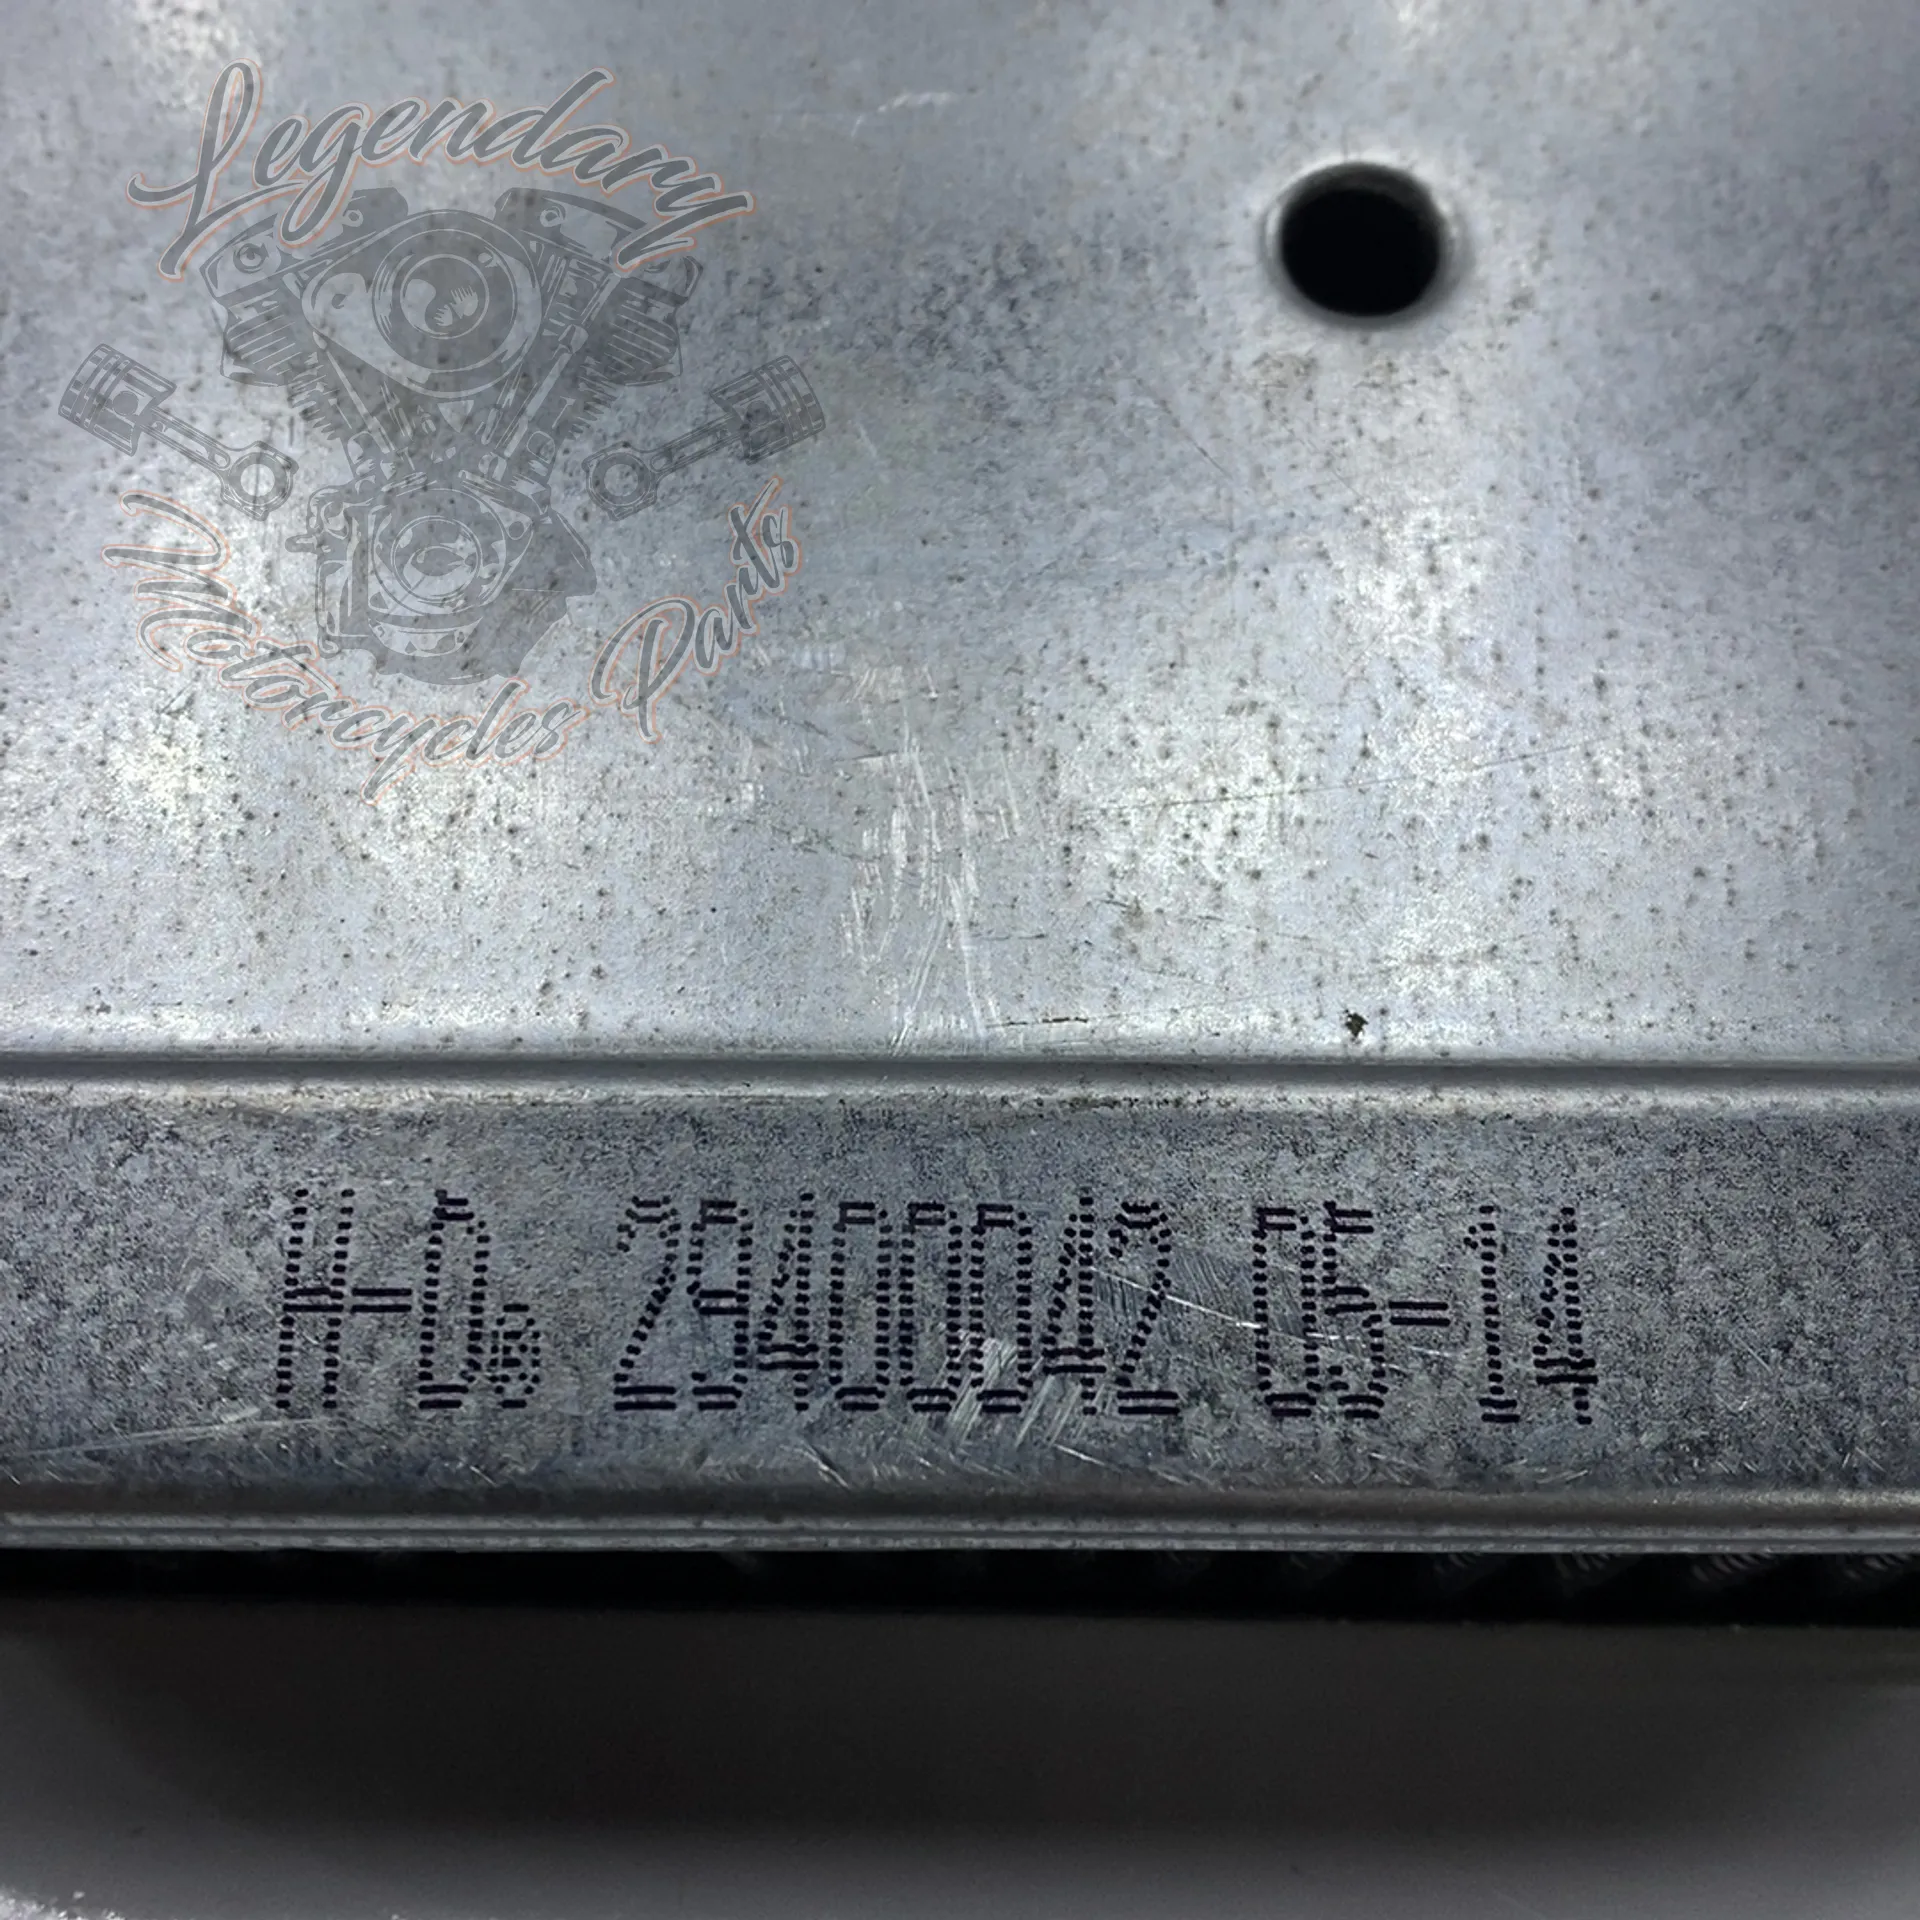 Legendary
Motorcycles Parts
H-D® 29400042 05-14